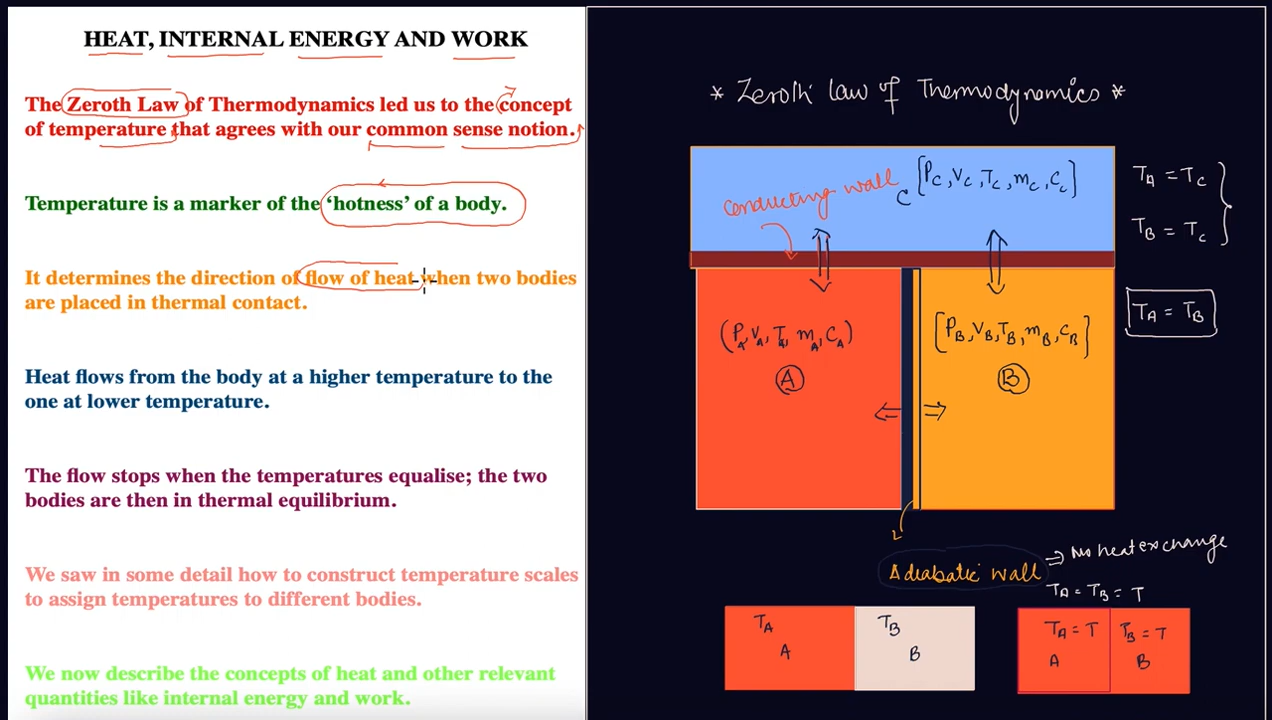 HEAT, INTERNAL ENERGY AND WORK
The Zeroth Law of Thermodynamics led us to the concept
of temperature that agrees with our common sense notion.
Temperature is a marker of the ‘hotness’ of a body.
It determines the direction of flow of heat when two bodies
are placed in thermal contact.
Heat flows from the body at a higher temperature to the
one at lower temperature.
The flow stops when the temperatures equalise; the two
bodies are then in thermal equilibrium.
We saw in some detail how to construct temperature scales
to assign temperatures to different bodies.
We now describe the concepts of heat and other relevant
quantities like internal energy and work.
* Zeroth Law of Thermodynamics *
conducting wall
C [P_C, V_C, T_C, m_C, C_C]
T_A = T_C
T_B = T_C
T_A = T_B
(P_A, V_A, T_A, m_A, C_A)
A
[P_B, V_B, T_B, m_B, C_B]
B
Adiabatic wall
⇒ No heat exchange
T_A = T_B = T
T_A
A
T_B
B
T_A = T
A
T_B = T
B